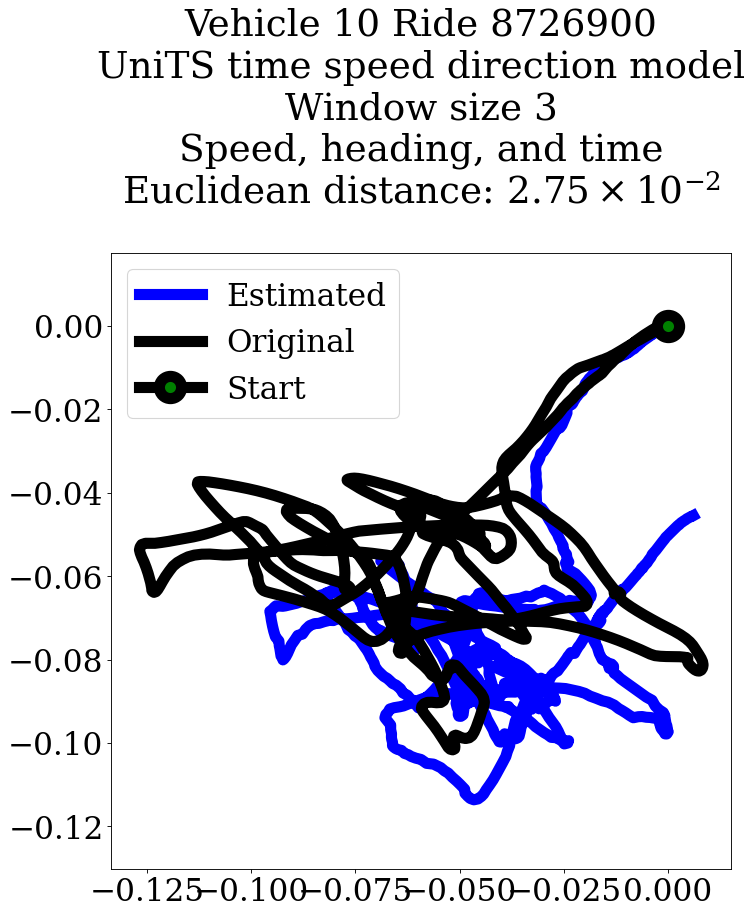 Vehicle 10 Ride 8726900
UniTS time speed direction model
Window size 3
Speed, heading, and time
Euclidean distance: 2.75 × 10⁻²
Estimated
Original
Start
0.00
−0.02
−0.04
−0.06
−0.08
−0.10
−0.12
−0.125 −0.100 −0.075 −0.050 −0.025 0.000